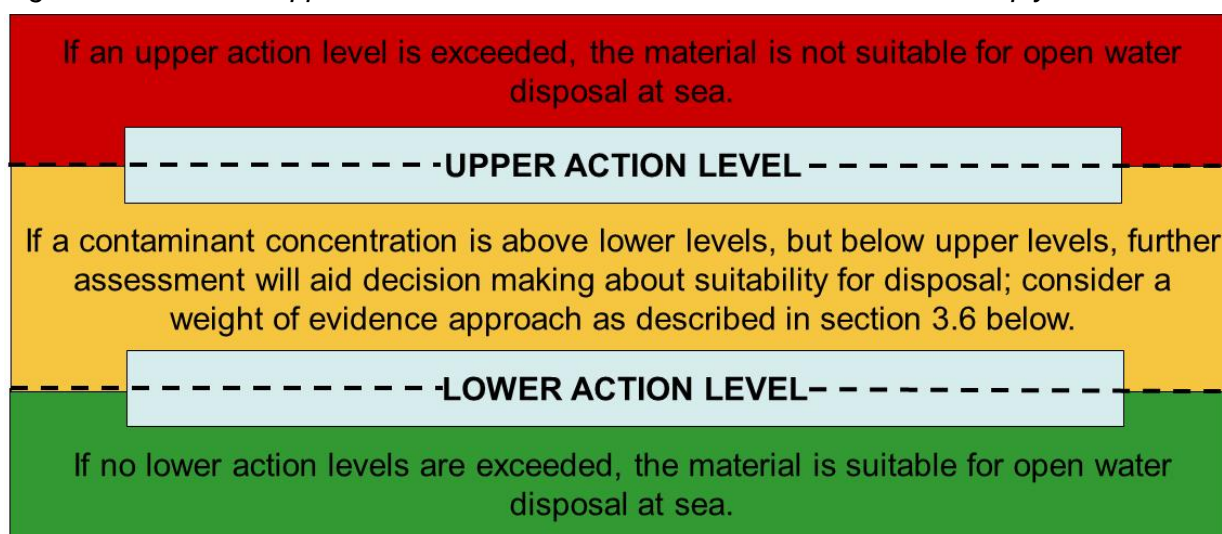 If an upper action level is exceeded, the material is not suitable for open water
disposal at sea.
UPPER ACTION LEVEL
If a contaminant concentration is above lower levels, but below upper levels, further
assessment will aid decision making about suitability for disposal; consider a
weight of evidence approach as described in section 3.6 below.
LOWER ACTION LEVEL
If no lower action levels are exceeded, the material is suitable for open water
disposal at sea.